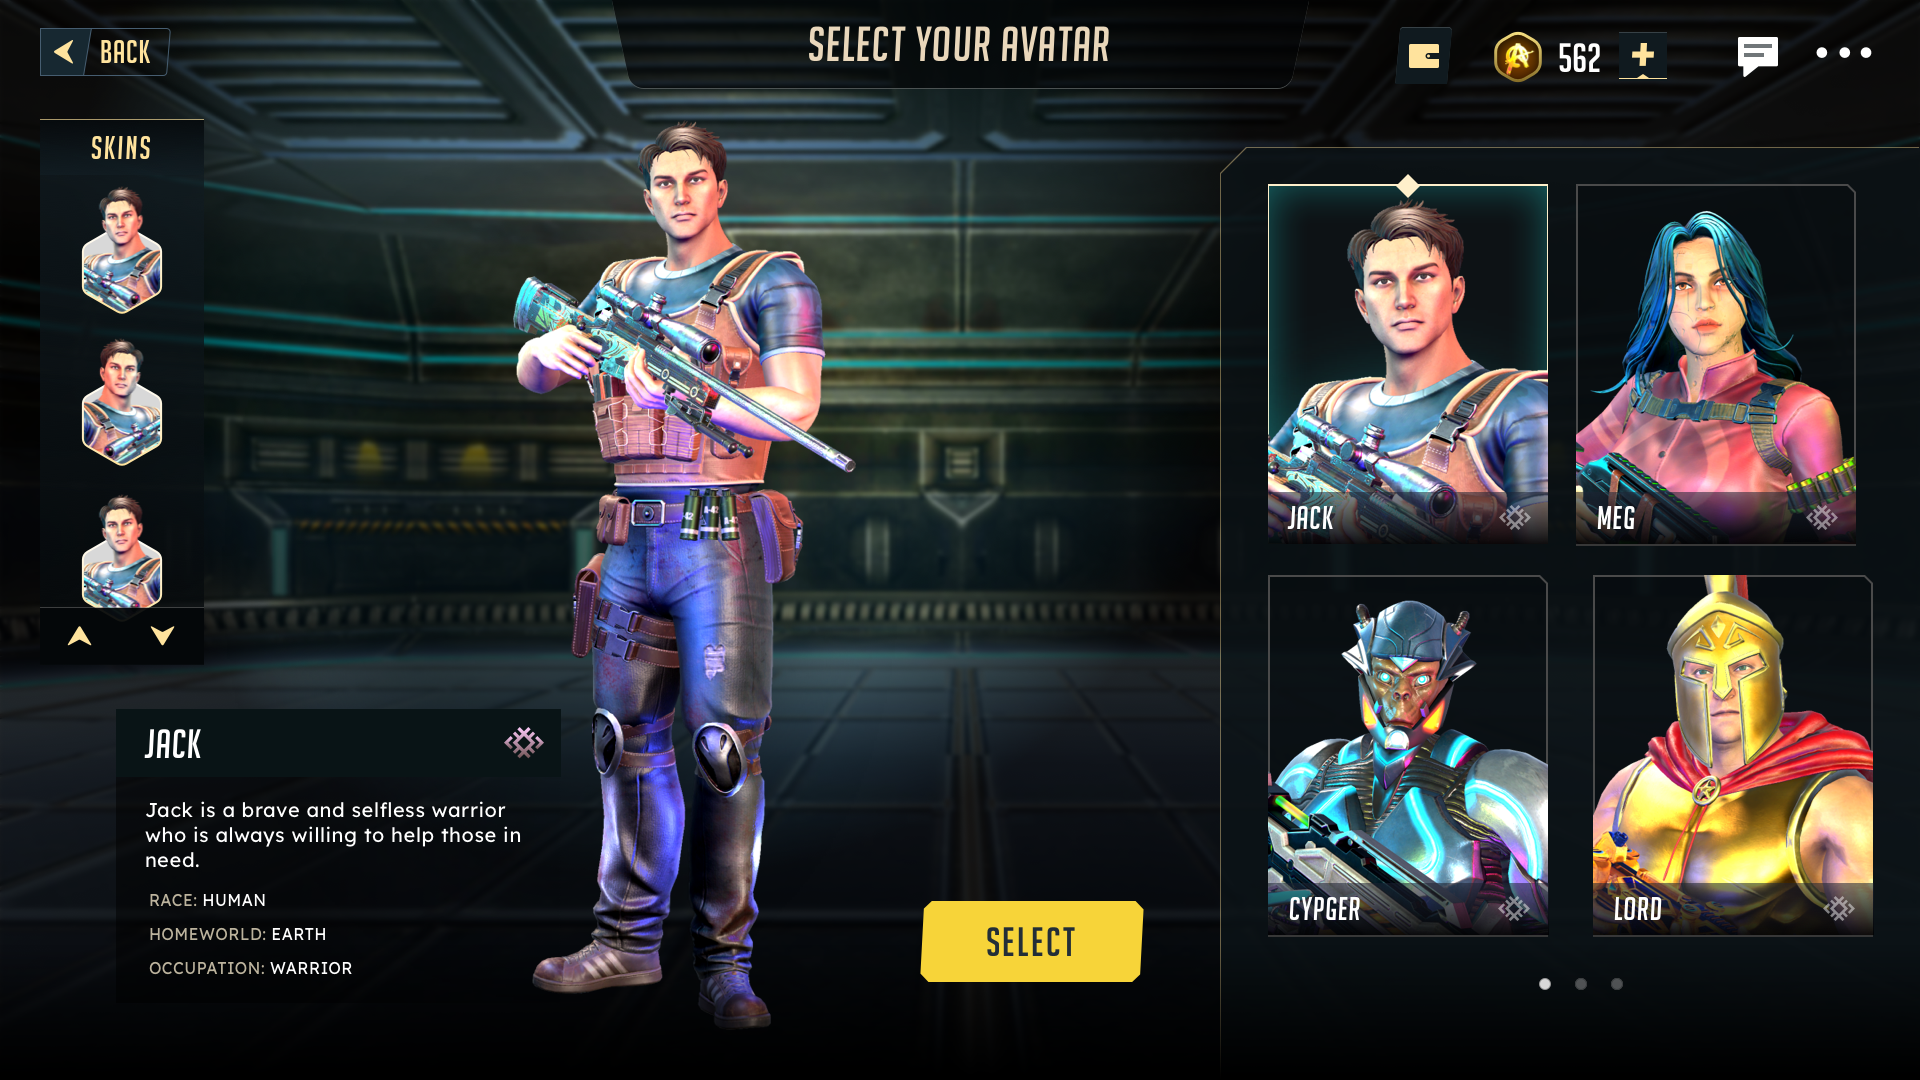 BACK
SELECT YOUR AVATAR
562
SKINS
JACK
MEG
CYPGER
LORD
JACK
Jack is a brave and selfless warrior
who is always willing to help those in
need.
RACE: HUMAN
HOMEWORLD: EARTH
OCCUPATION: WARRIOR
SELECT